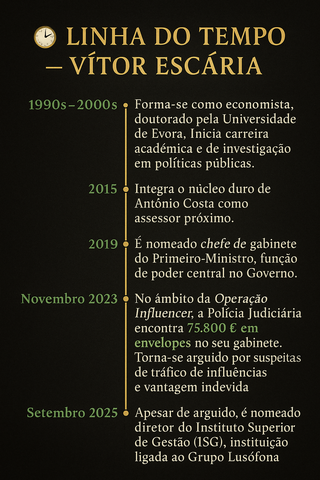 LINHA DO TEMPO
– VÍTOR ESCÁRIA
1990s–2000s
Forma-se como economista,
doutorado pela Universidade
de Evora, Inicia carreira
académica e de investigação
em políticas públicas.
2015
Integra o núcleo duro de
António Costa como
assessor próximo.
2019
É nomeado chefe de gabinete
do Primeiro-Ministro, função
de poder central no Governo.
Novembro 2023
No âmbito da Operação
Influencer, a Polícia Judiciária
encontra 75.800 € em
envelopes no seu gabinete.
Torna-se arguido por suspeitas
de tráfico de influências
e vantagem indevida
Setembro 2025
Apesar de arguido, é nomeado
diretor do Instituto Superior
de Gestão (ISG), instituição
ligada ao Grupo Lusófona